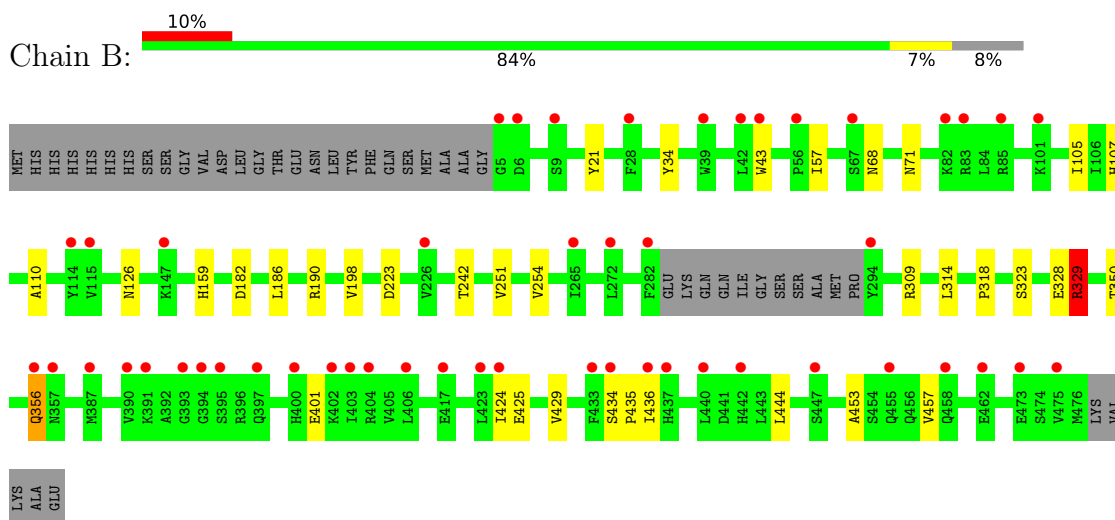 10%
Chain B:
84% 7% 8%
MET HIS HIS HIS HIS HIS HIS SER SER GLY VAL ASP LEU GLY THR GLU ASN LEU TYR PHE GLN SER MET ALA ALA GLY G5 D6 S9 F28 Y34 W39 L42 W43 P56 I57 S67 N68 N71 K82 R83 L84 R85 K101 I105 I106 H107
A110 Y114 V115 N126 K147 H159 D182 L186 R190 V198 D223 V226 T242 V251 V254 I265 L272 F282 GLU LYS GLN GLN ILE GLY SER SER ALA MET PRO Y294 R309 L314 P318 S323 E328 R329 T350
Q356 N357 M387 V390 K391 A392 G393 G394 S395 R396 Q397 H400 E401 K402 I403 R404 V405 L406 E417 L423 I424 E425 V429 F433 S434 P435 I436 H437 L440 D441 H442 L443 L444 S447 A453 S454 Q455 Q456 V457 Q458 E462 E473 S474 V475 M476 LYS VAL
LYS ALA GLU